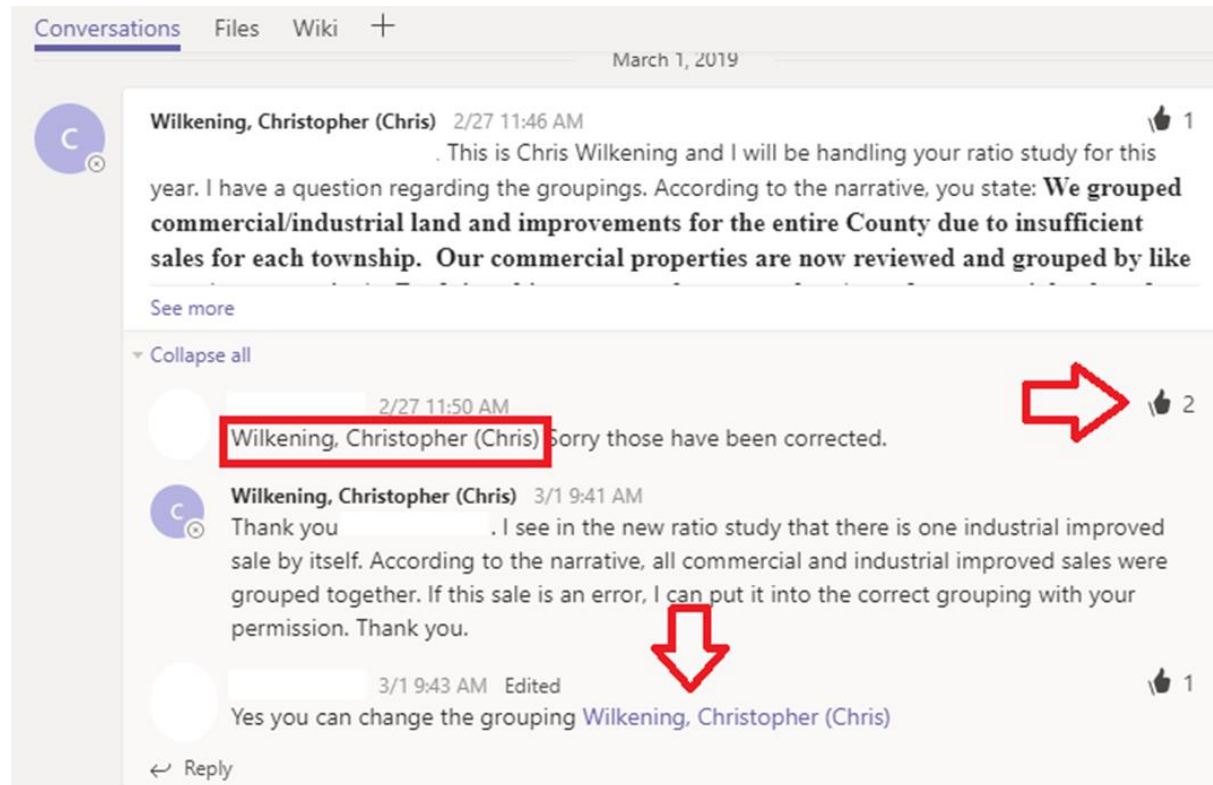 Conversations Files Wiki +
March 1, 2019
C
Wilkening, Christopher (Chris) 2/27 11:46 AM 1
. This is Chris Wilkening and I will be handling your ratio study for this
year. I have a question regarding the groupings. According to the narrative, you state: We grouped
commercial/industrial land and improvements for the entire County due to insufficient
sales for each township. Our commercial properties are now reviewed and grouped by like
See more
Collapse all
2/27 11:50 AM 2
Wilkening, Christopher (Chris) Sorry those have been corrected.
C
Wilkening, Christopher (Chris) 3/1 9:41 AM
Thank you . I see in the new ratio study that there is one industrial improved
sale by itself. According to the narrative, all commercial and industrial improved sales were
grouped together. If this sale is an error, I can put it into the correct grouping with your
permission. Thank you.
3/1 9:43 AM Edited 1
Yes you can change the grouping Wilkening, Christopher (Chris)
Reply